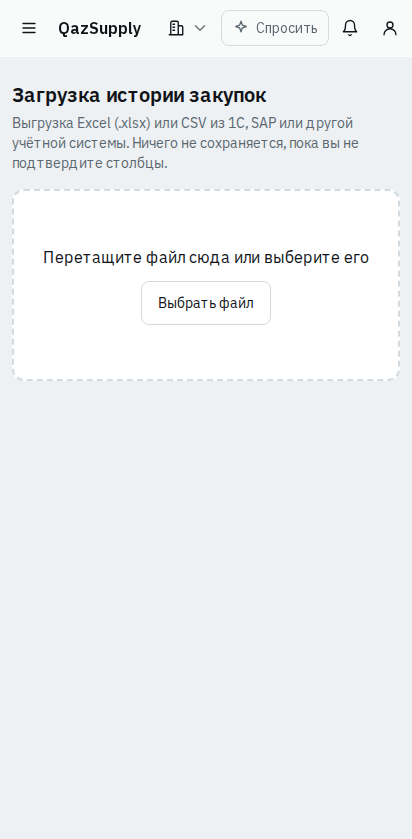 QazSupply
Спросить
Загрузка истории закупок
Выгрузка Excel (.xlsx) или CSV из 1С, SAP или другой
учётной системы. Ничего не сохраняется, пока вы не
подтвердите столбцы.
Перетащите файл сюда или выберите его
Выбрать файл